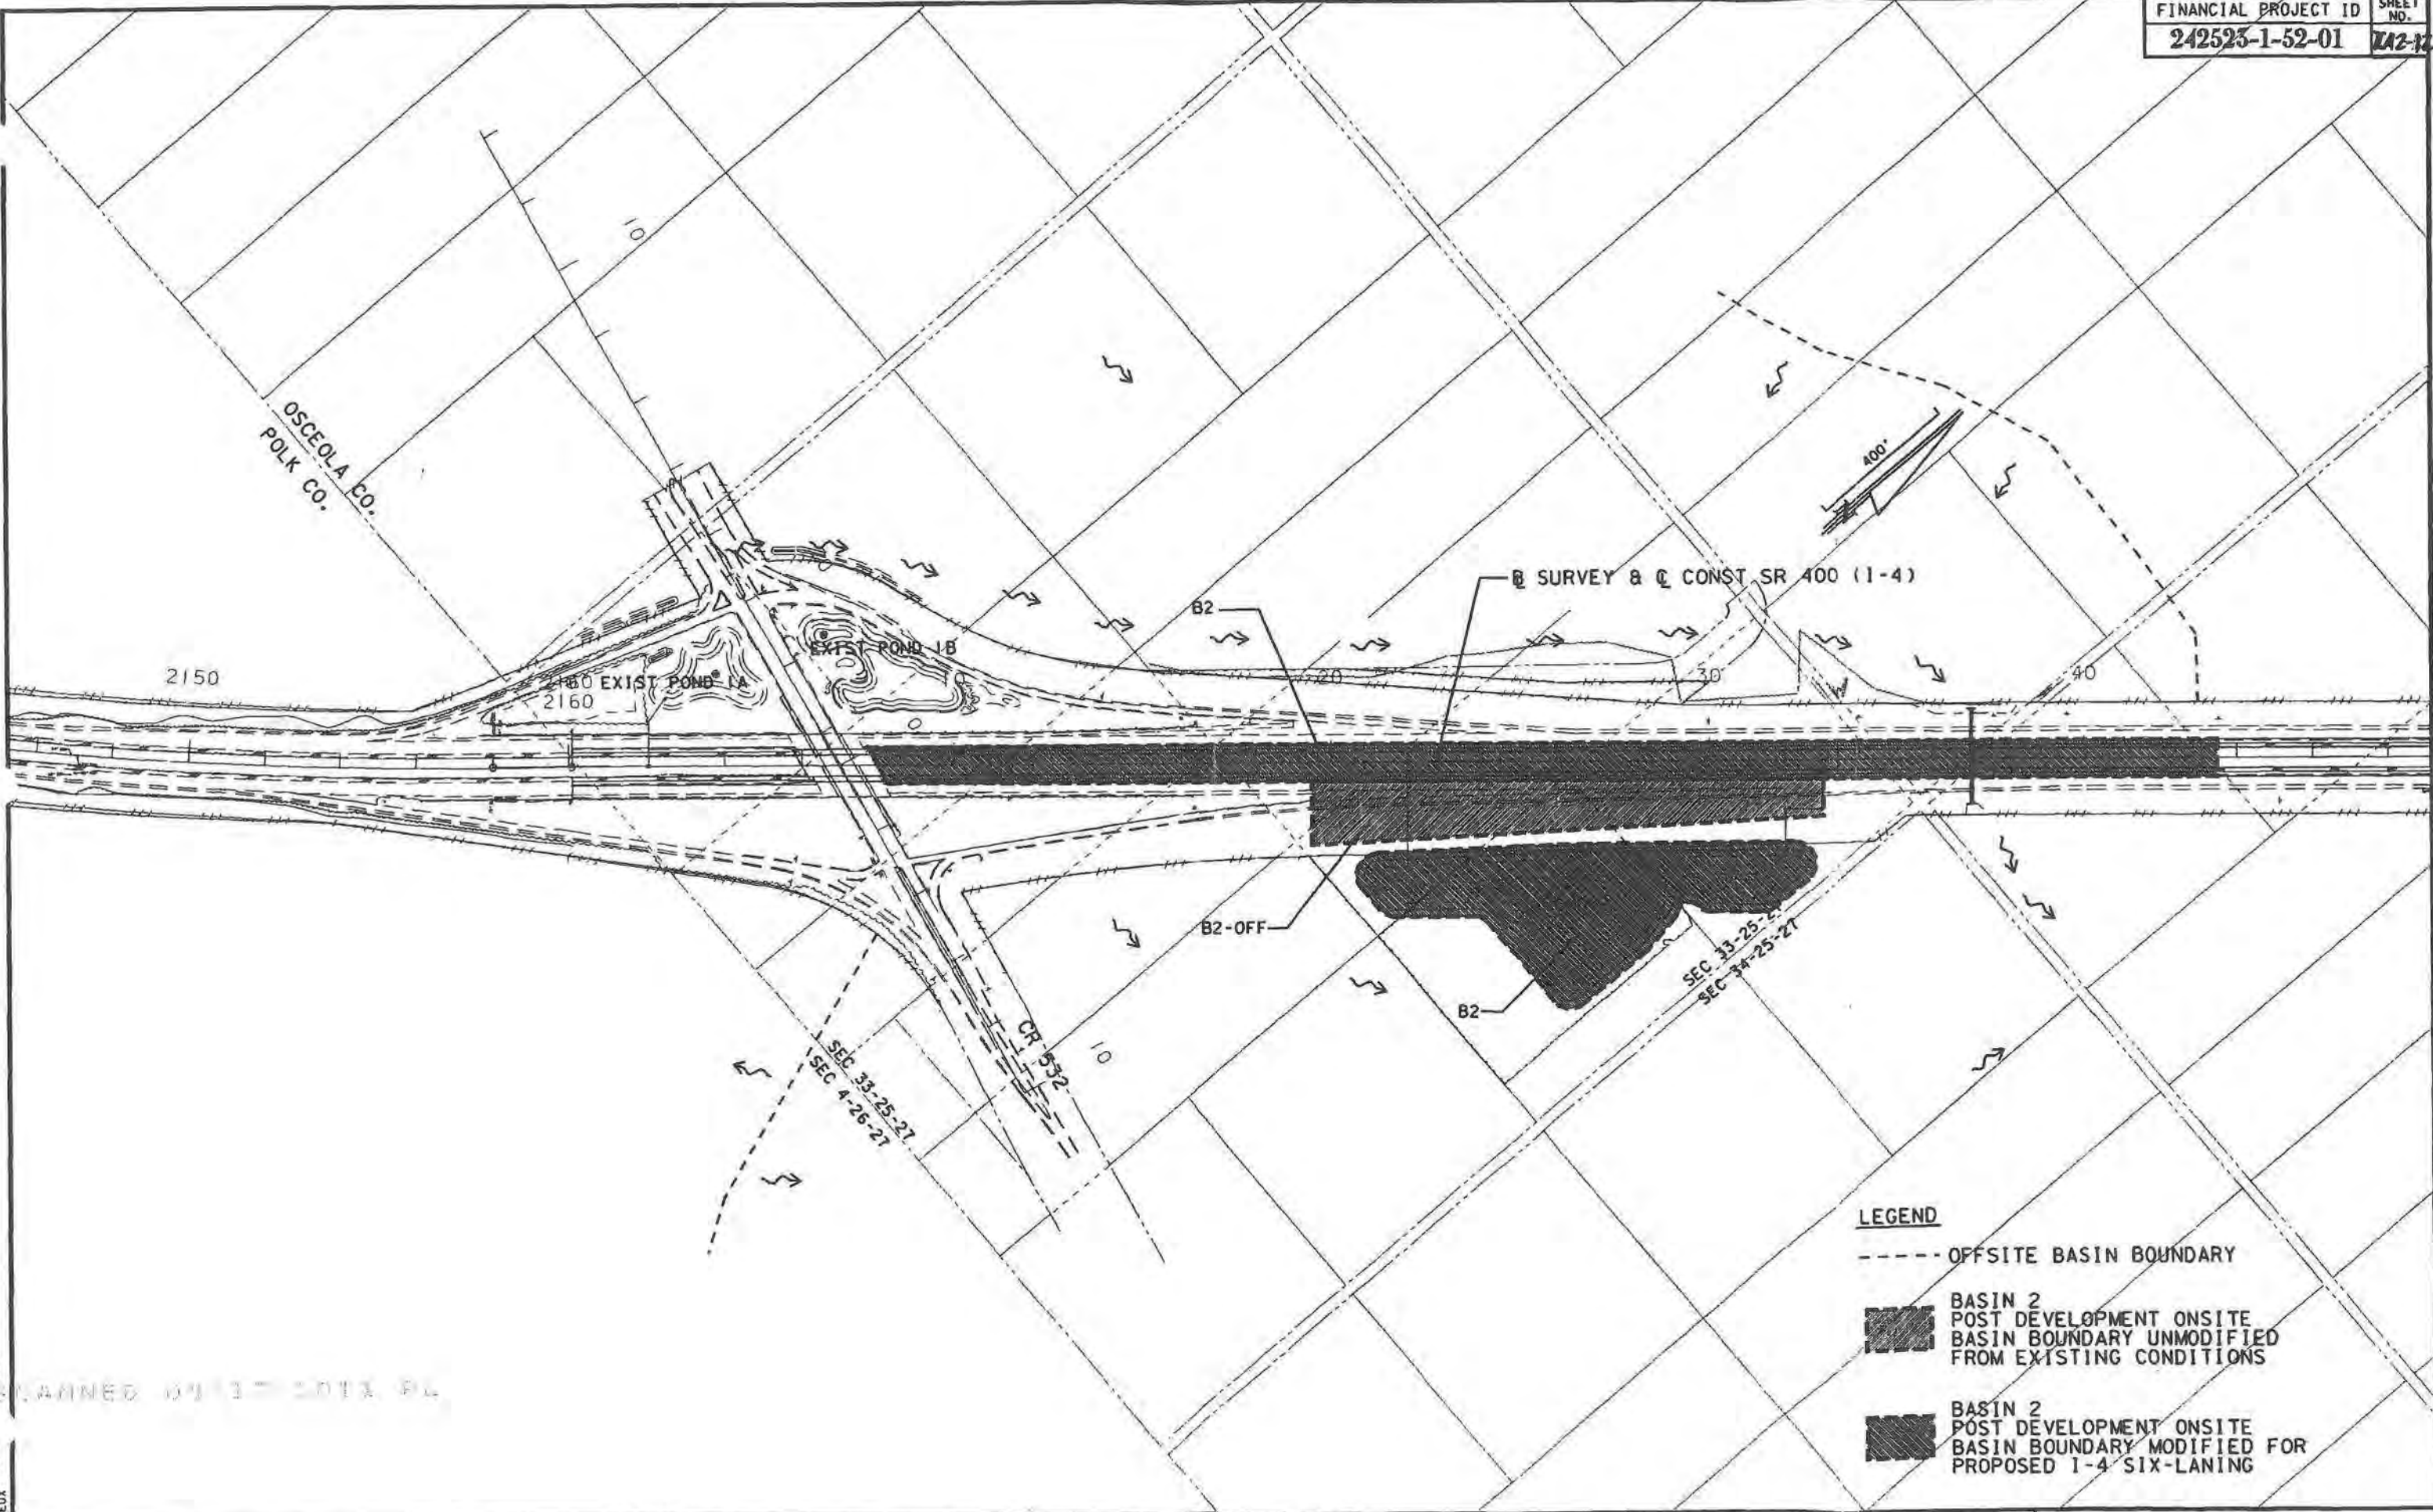 FINANCIAL PROJECT ID
SHEET NO.
242523-1-52-01
10
OSCEOLA CO.
POLK CO.
400'
B SURVEY & C CONST SR 400 (I-4)
B2
EXIST POND 1B
2150
EXIST POND 1A
2160
20
30
40
10
0
B2-OFF
B2
SEC 33-25-2
SEC 34-25-27
CR 532
10
SEC 33-25-27
SEC 4-26-27
LEGEND
OFFSITE BASIN BOUNDARY
BASIN 2
POST DEVELOPMENT ONSITE
BASIN BOUNDARY UNMODIFIED
FROM EXISTING CONDITIONS
BASIN 2
POST DEVELOPMENT ONSITE
BASIN BOUNDARY MODIFIED FOR
PROPOSED I-4 SIX-LANING